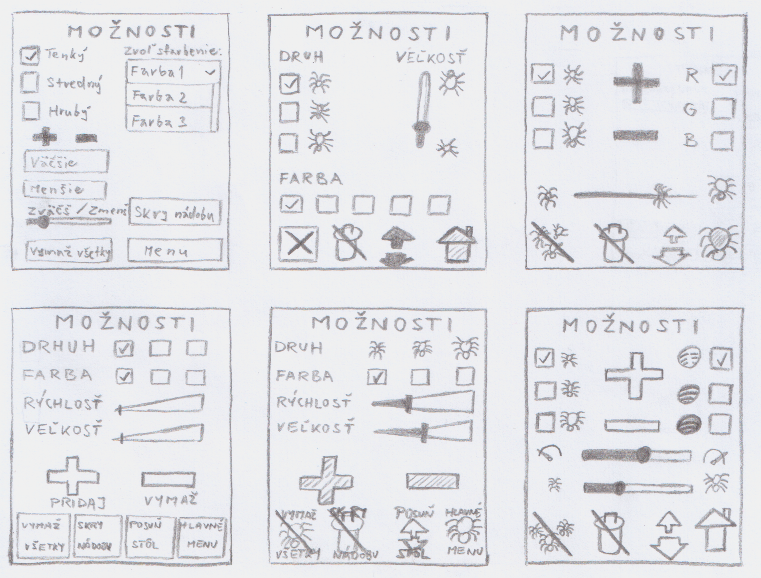 MOŽNOSTI
Tenký
Zvoľ sfarbenie:
Stredný
Farba 1
Farba 2
Hrubý
Farba 3
Väčšie
Menšie
Zväčš / Zmenš
Skry nádobu
Vymaž všetky
Menu
MOŽNOSTI
DRUH
VEĽKOSŤ
FARBA
MOŽNOSTI
R
G
B
MOŽNOSTI
DRHUH
FARBA
RÝCHLOSŤ
VEĽKOSŤ
PRIDAJ
VYMAŽ
VYMAŽ
VŠETKY
SKRY
NÁDOBU
POSUŇ
STÔL
HLAVNÉ
MENU
MOŽNOSTI
DRUH
FARBA
RÝCHLOSŤ
VEĽKOSŤ
VYMAŽ
VŠETKY
SKRY
NÁDOBU
POSUŇ
STÔL
HLAVNÉ
MENU
MOŽNOSTI